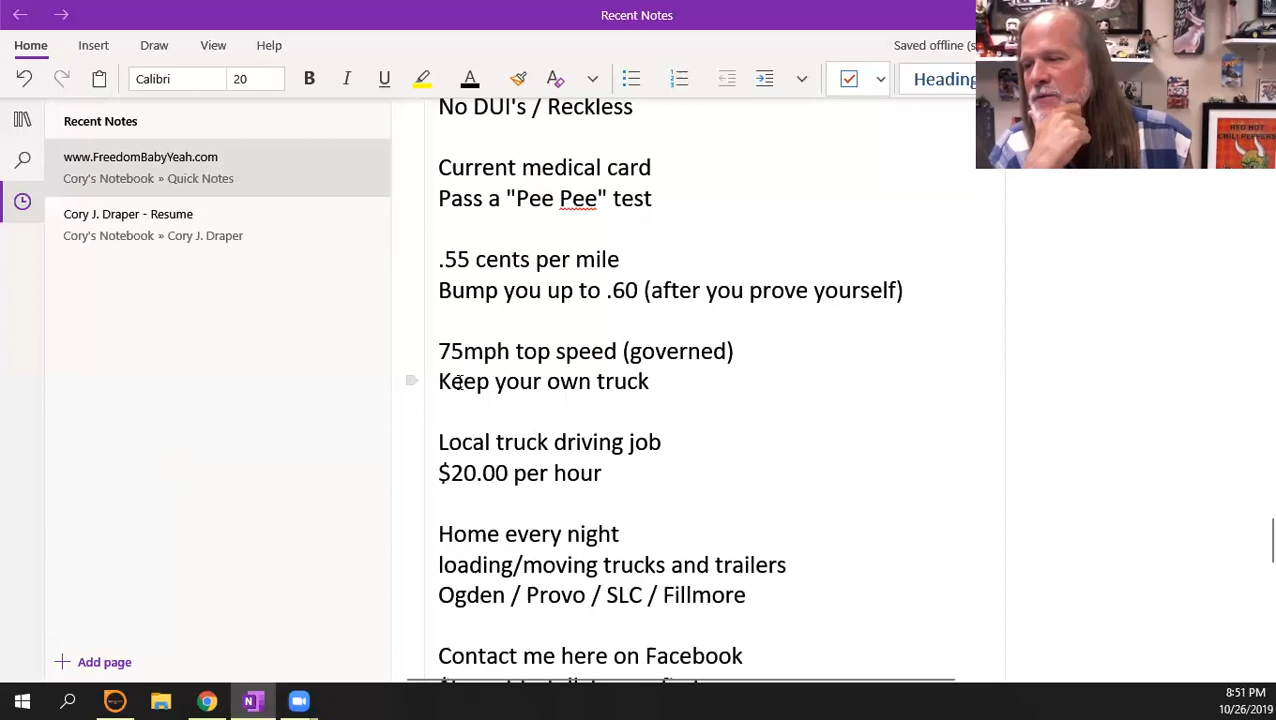 Recent Notes
Home Insert Draw View Help
Saved offline (s
Calibri 20 B I U A A Heading
Recent Notes
www.FreedomBabyYeah.com
Cory's Notebook » Quick Notes
Cory J. Draper - Resume
Cory's Notebook » Cory J. Draper
Add page
No DUI's / Reckless
Current medical card
Pass a "Pee Pee" test
.55 cents per mile
Bump you up to .60 (after you prove yourself)
75mph top speed (governed)
Keep your own truck
Local truck driving job
$20.00 per hour
Home every night
loading/moving trucks and trailers
Ogden / Provo / SLC / Fillmore
Contact me here on Facebook
RED HOT
CHILI PEPPERS
8:51 PM
10/26/2019